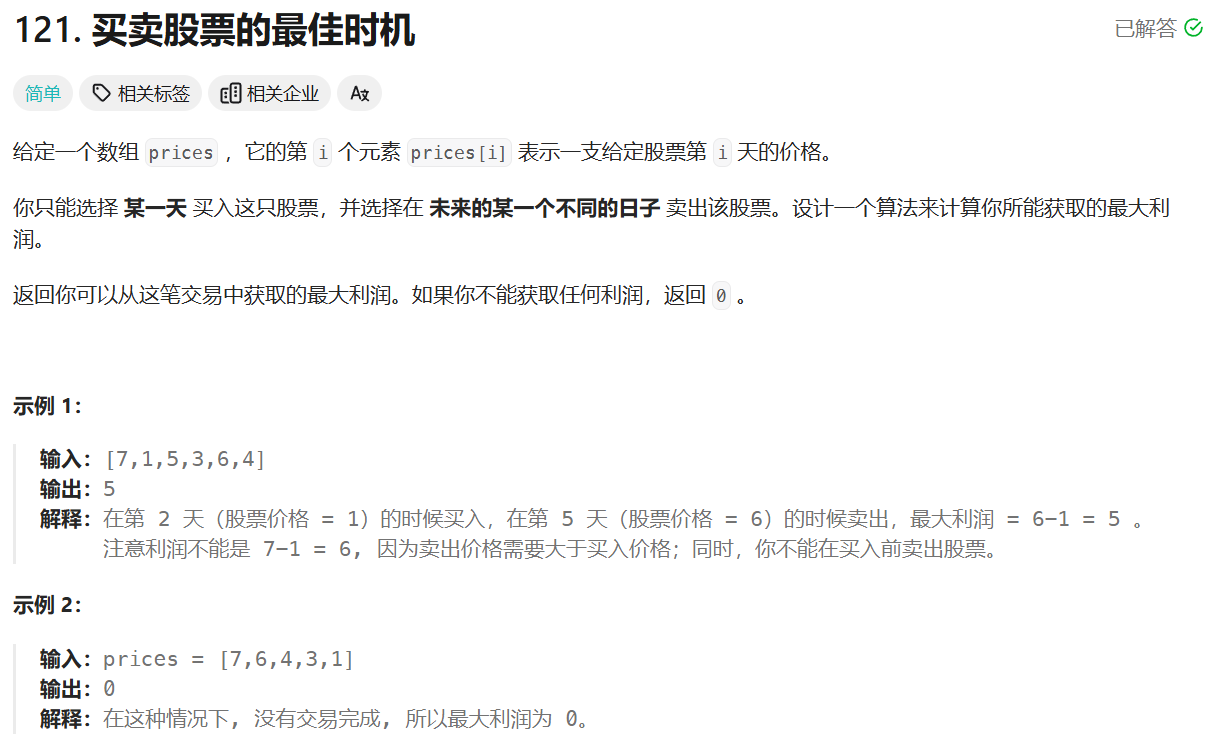 121. 买卖股票的最佳时机
已解答
简单 相关标签 相关企业 A文
给定一个数组 prices ，它的第 i 个元素 prices[i] 表示一支给定股票第 i 天的价格。
你只能选择 某一天 买入这只股票，并选择在 未来的某一个不同的日子 卖出该股票。设计一个算法来计算你所能获取的最大利
润。
返回你可以从这笔交易中获取的最大利润。如果你不能获取任何利润，返回 0 。
示例 1：
输入：[7,1,5,3,6,4]
输出：5
解释：在第 2 天（股票价格 = 1）的时候买入，在第 5 天（股票价格 = 6）的时候卖出，最大利润 = 6-1 = 5 。
注意利润不能是 7-1 = 6, 因为卖出价格需要大于买入价格；同时，你不能在买入前卖出股票。
示例 2：
输入：prices = [7,6,4,3,1]
输出：0
解释：在这种情况下, 没有交易完成, 所以最大利润为 0。